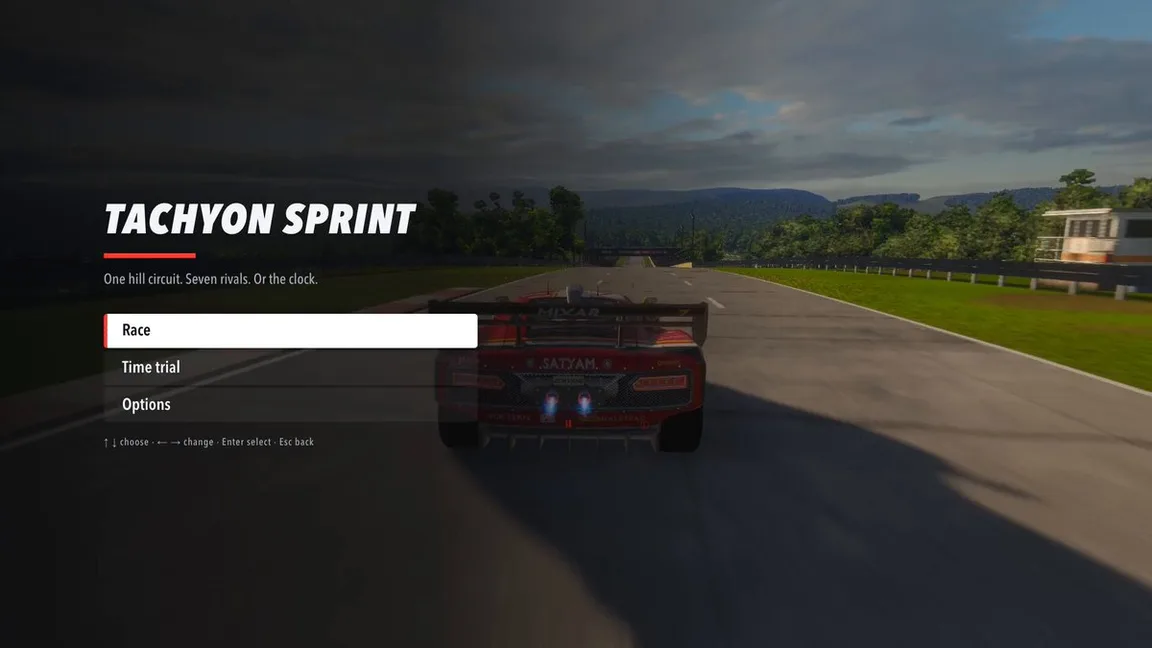 TACHYON SPRINT
One hill circuit. Seven rivals. Or the clock.
Race
Time trial
Options
↑ ↓ choose · ← → change · Enter select · Esc back
SATYAM.